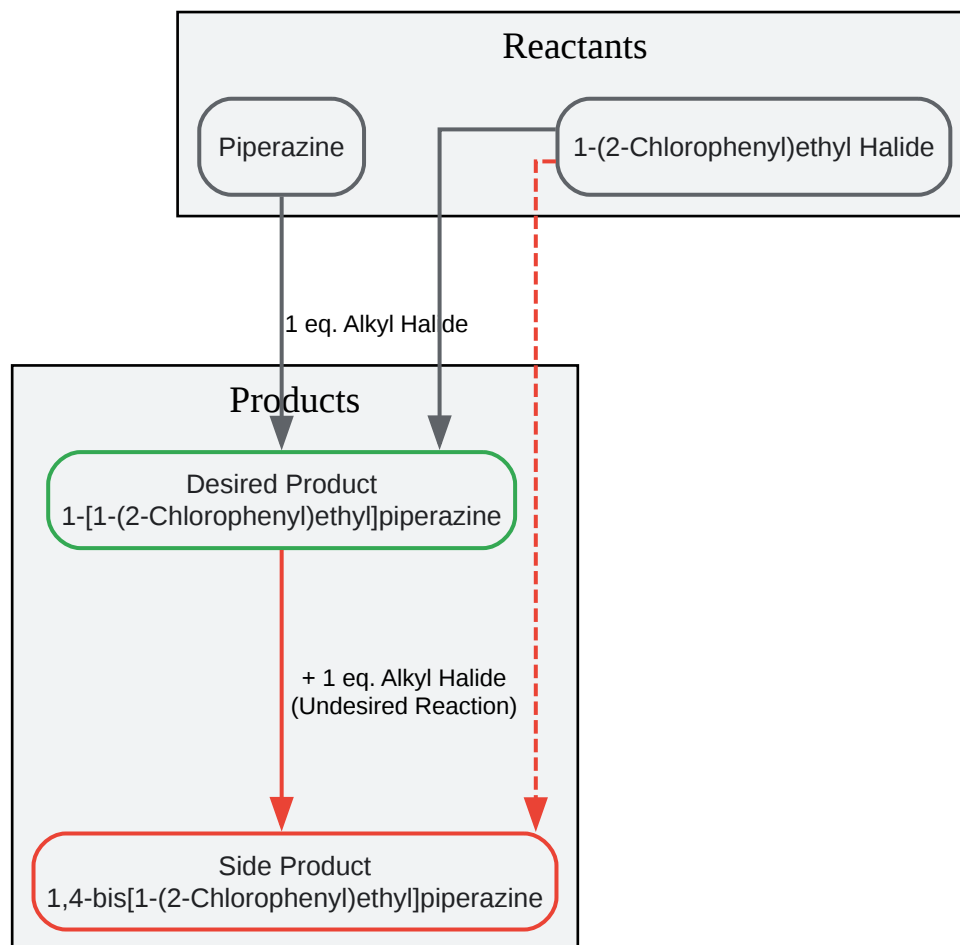 Reactants
Piperazine
1-(2-Chlorophenyl)ethyl Halide
1 eq. Alkyl Halide
Products
Desired Product
1-[1-(2-Chlorophenyl)ethyl]piperazine
+ 1 eq. Alkyl Halide
(Undesired Reaction)
Side Product
1,4-bis[1-(2-Chlorophenyl)ethyl]piperazine